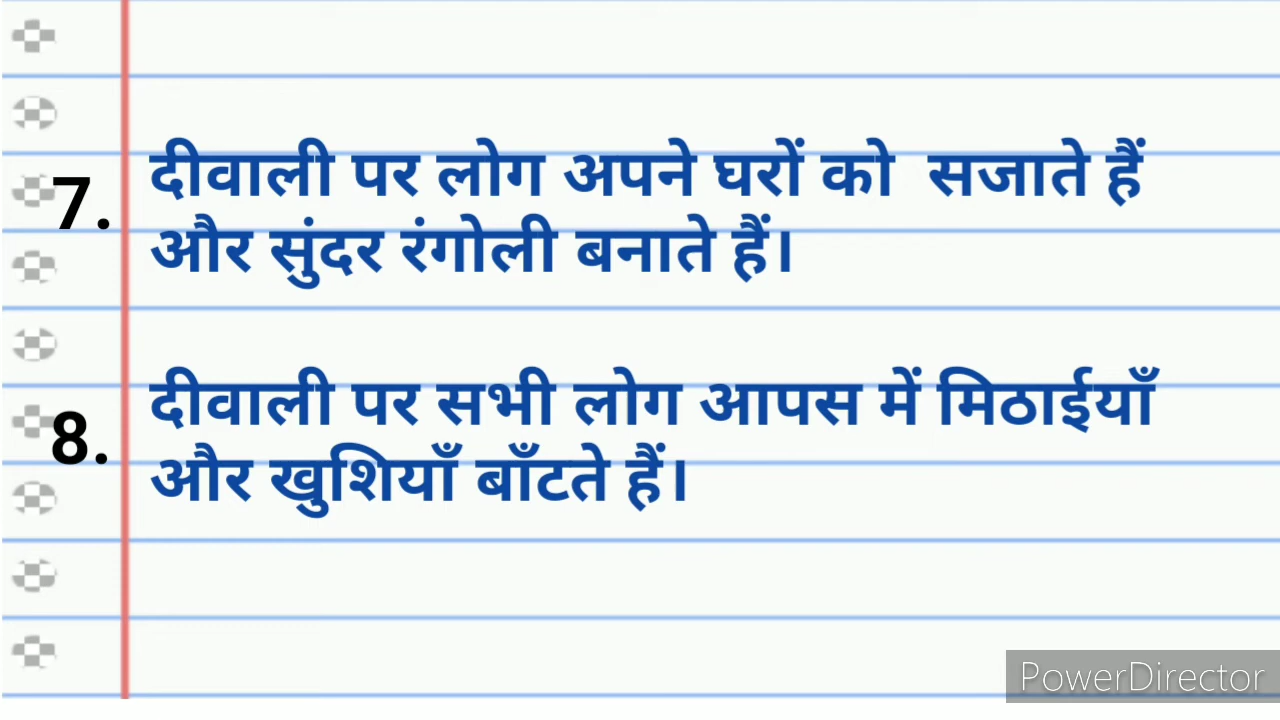 7. दीवाली पर लोग अपने घरों को सजाते हैं
और सुंदर रंगोली बनाते हैं।
8. दीवाली पर सभी लोग आपस में मिठाईयाँ
और खुशियाँ बाँटते हैं।
PowerDirector